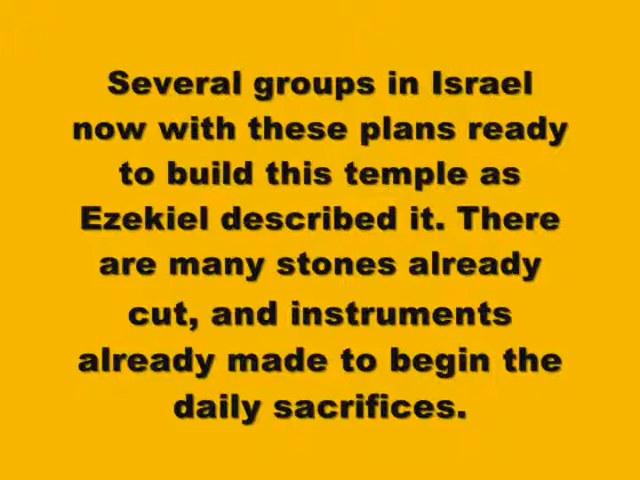 Several groups in Israel
now with these plans ready
to build this temple as
Ezekiel described it. There
are many stones already
cut, and instruments
already made to begin the
daily sacrifices.